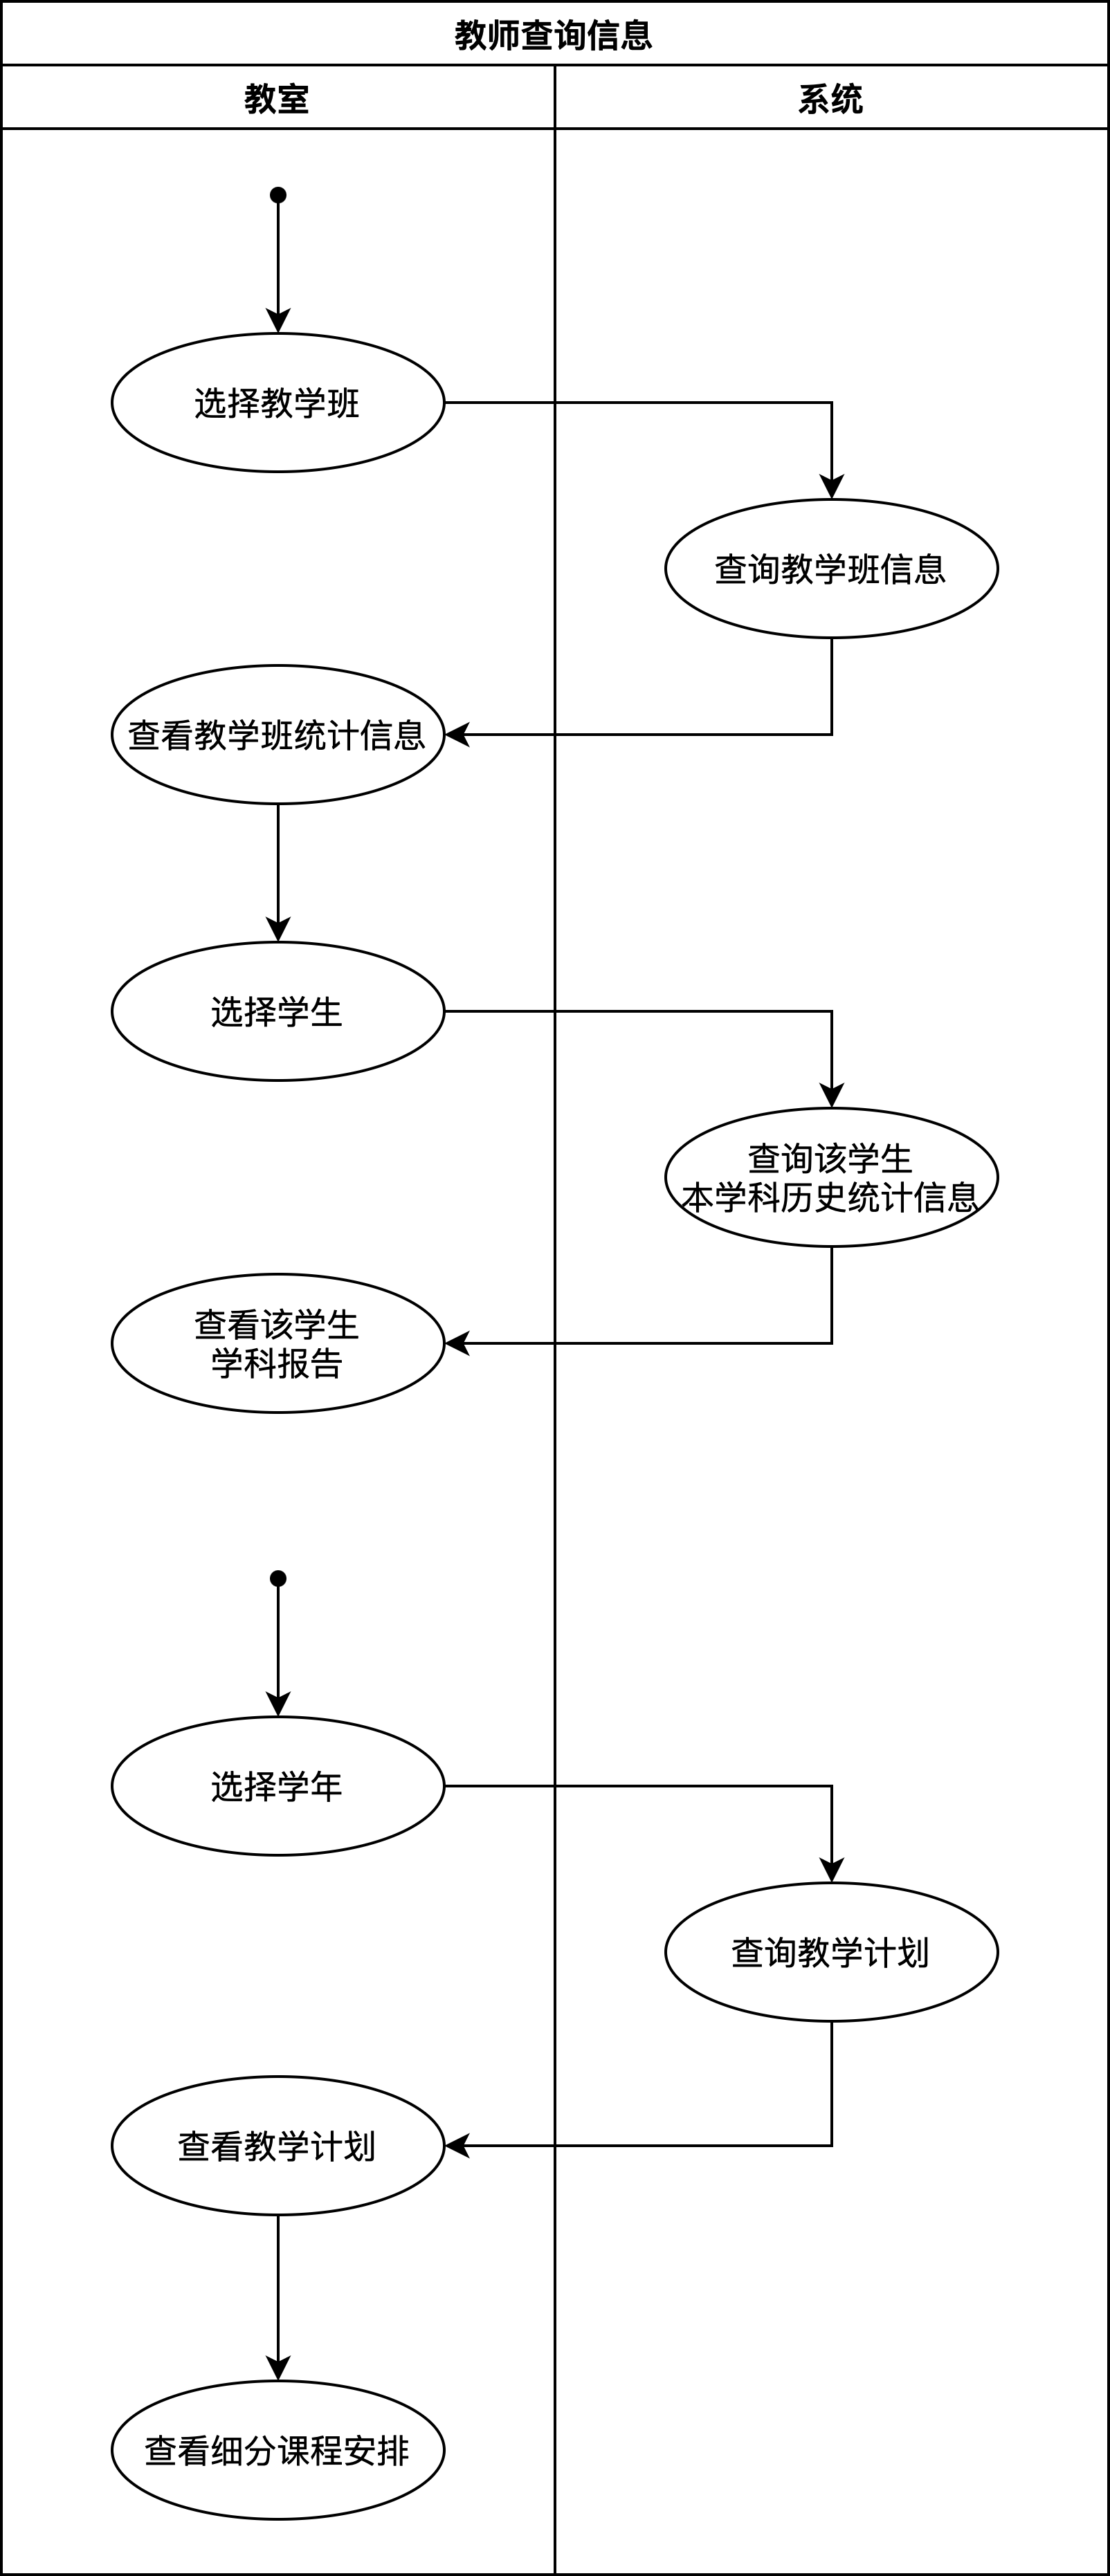 教师查询信息
教室
系统
选择教学班
查询教学班信息
查看教学班统计信息
选择学生
查询该学生
本学科历史统计信息
查看该学生
学科报告
选择学年
查询教学计划
查看教学计划
查看细分课程安排